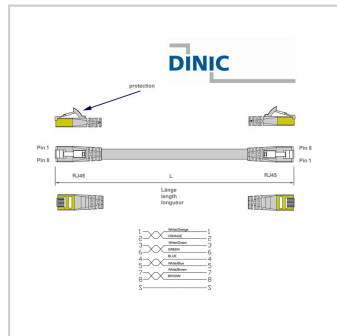 DINIC
protection
Pin 1
Pin 8
Pin 8
Pin 1
RJ45
L
RJ45
Länge
length
longueur
1 White/Orange 1
2 ORANGE 2
3 White/Green 3
6 GREEN 6
4 BLUE 4
5 White/Blue 5
7 White/Brown 7
8 BROWN 8
S S